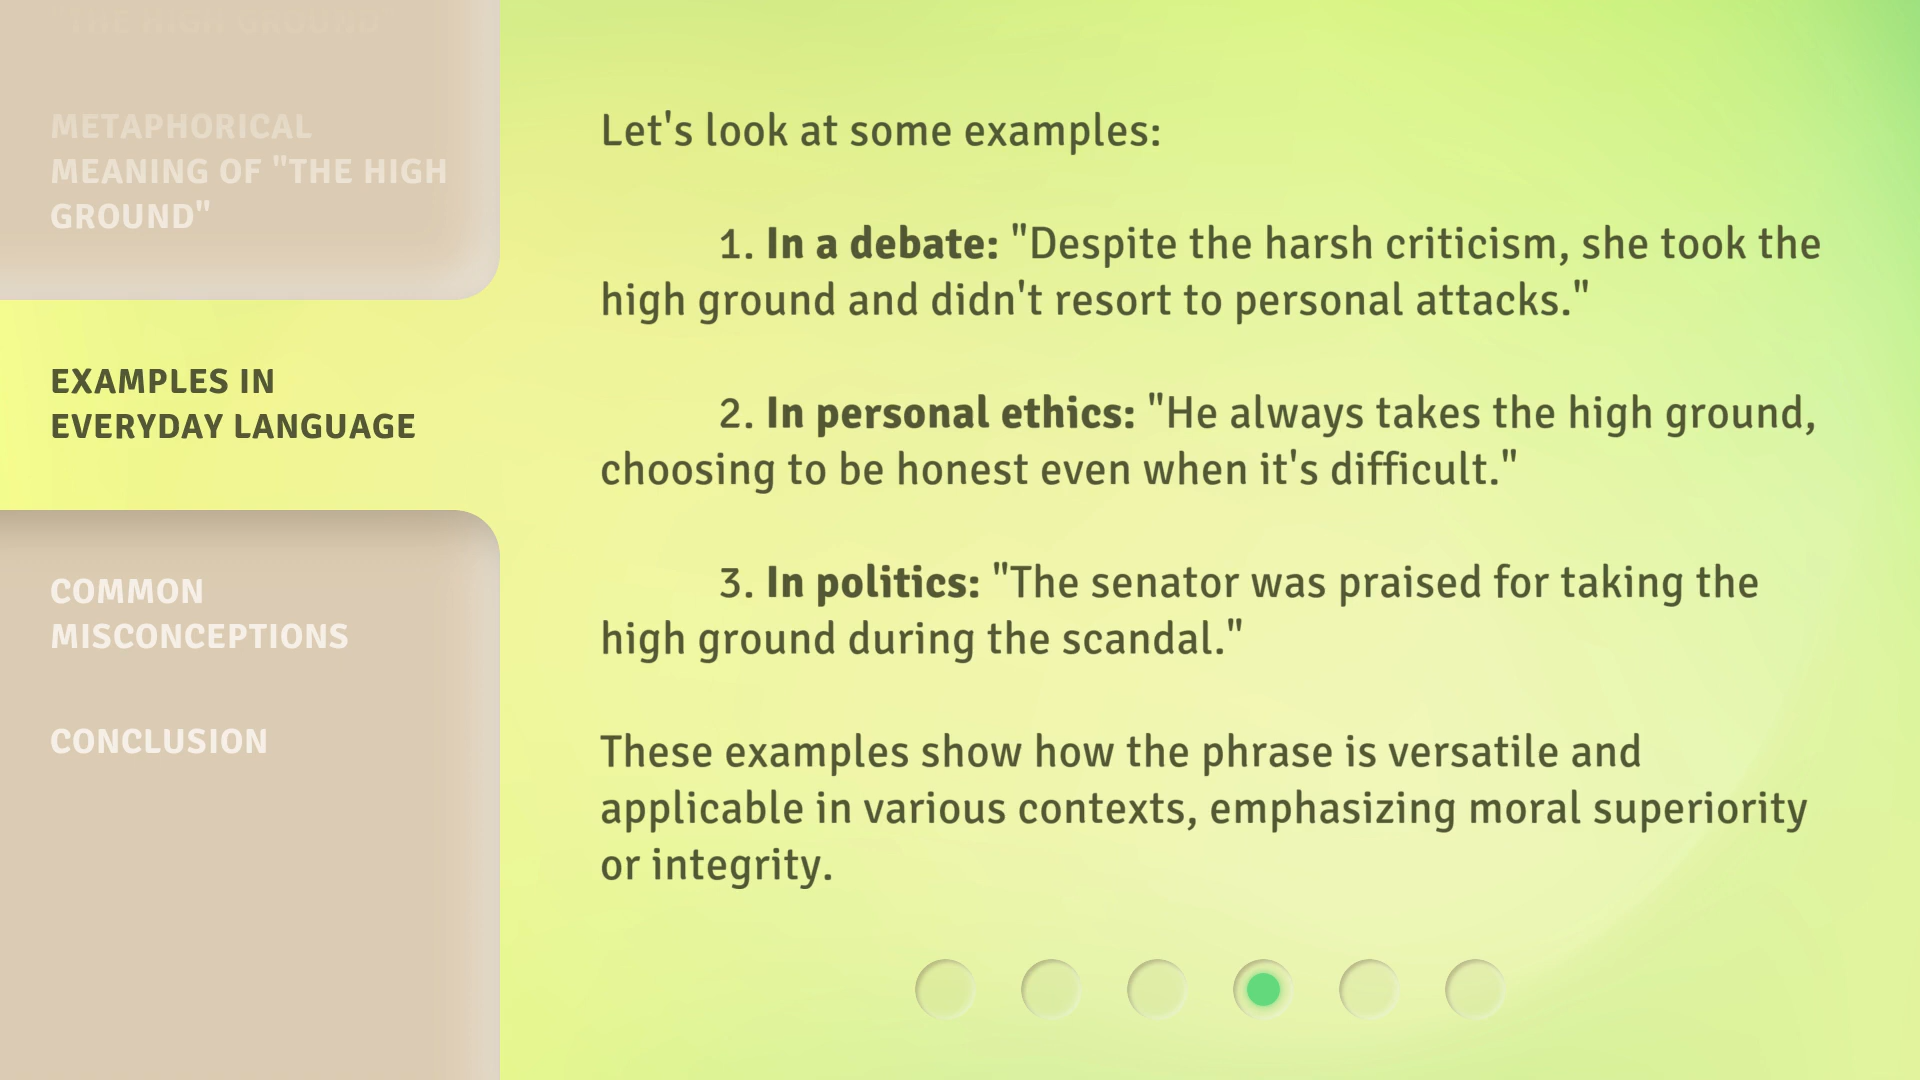 "THE HIGH GROUND"
METAPHORICAL
MEANING OF "THE HIGH
GROUND"
EXAMPLES IN
EVERYDAY LANGUAGE
COMMON
MISCONCEPTIONS
CONCLUSION
Let's look at some examples:
1. In a debate: "Despite the harsh criticism, she took the
high ground and didn't resort to personal attacks."
2. In personal ethics: "He always takes the high ground,
choosing to be honest even when it's difficult."
3. In politics: "The senator was praised for taking the
high ground during the scandal."
These examples show how the phrase is versatile and
applicable in various contexts, emphasizing moral superiority
or integrity.